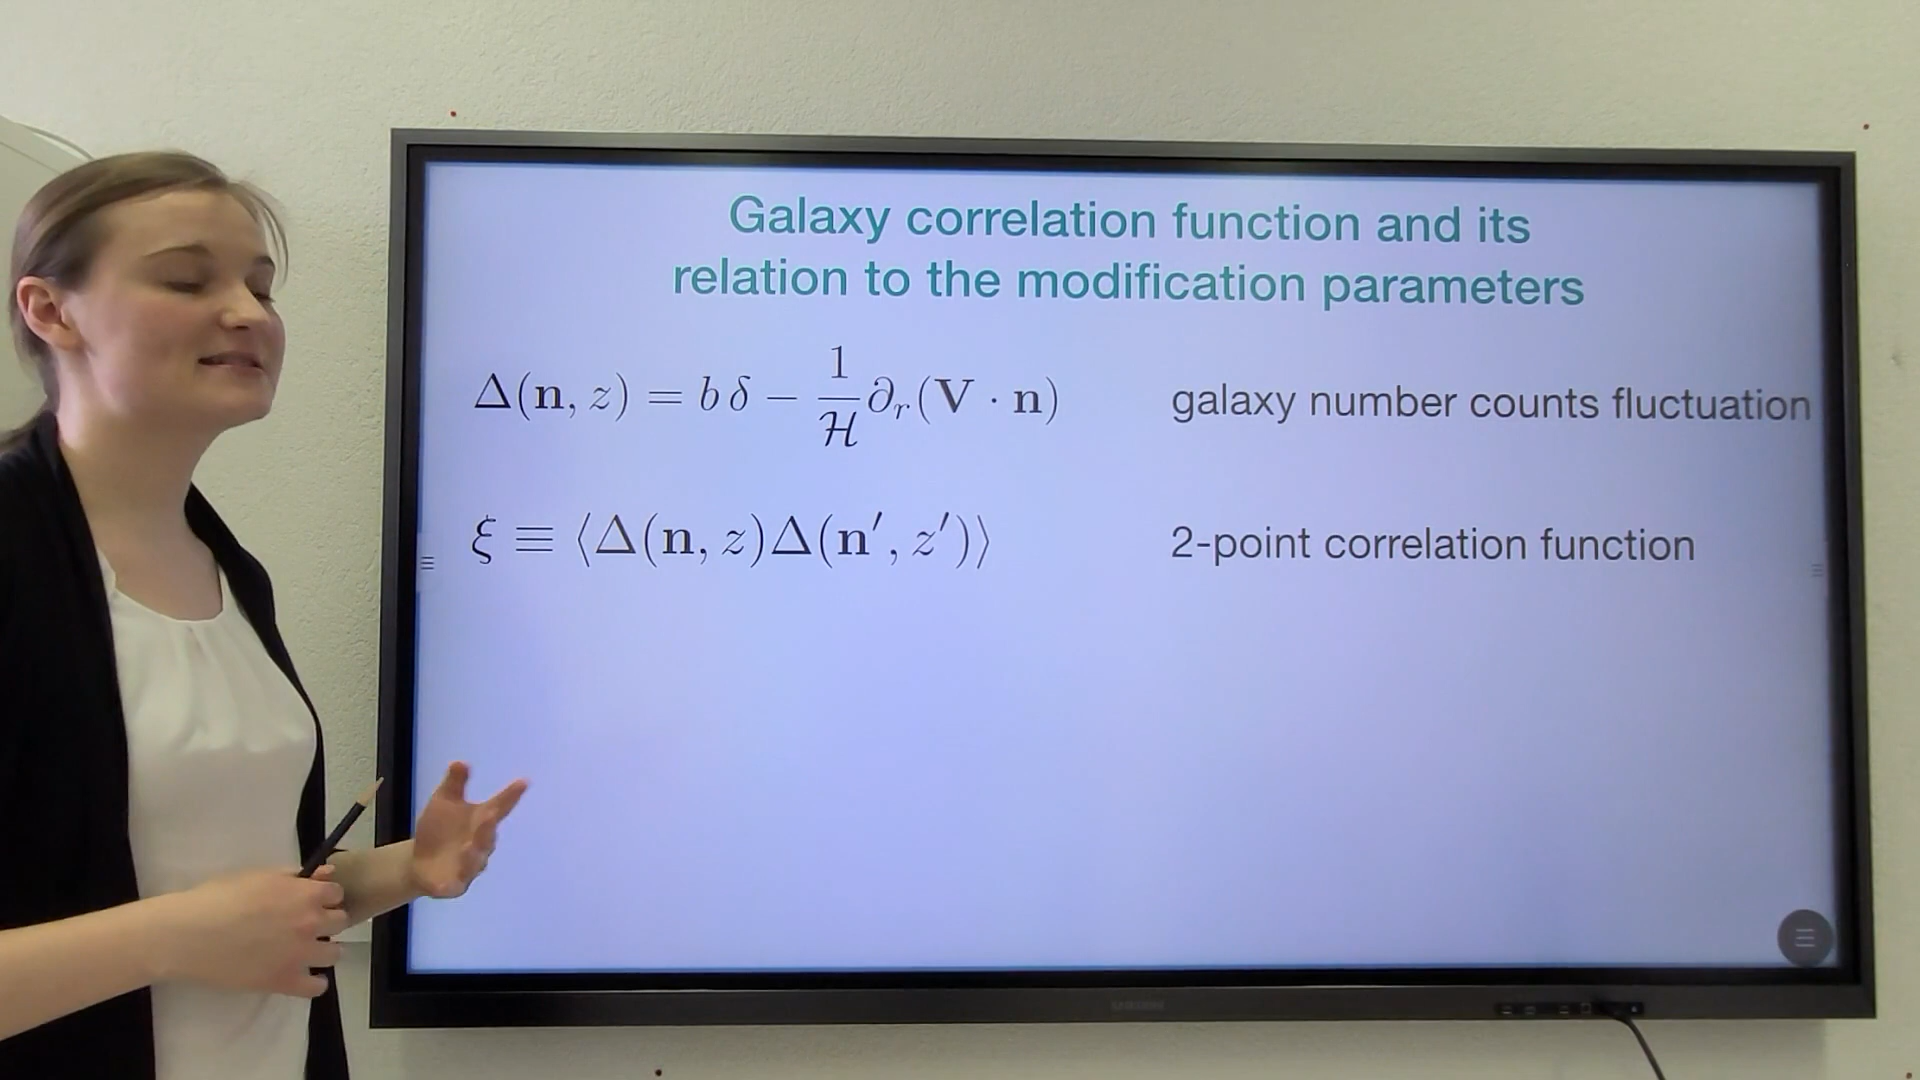 Galaxy correlation function and its
relation to the modification parameters
Δ(n, z) = b δ − 1/ℋ ∂ᵣ(V · n) galaxy number counts fluctuation
ξ ≡ ⟨Δ(n, z)Δ(n′, z′)⟩ 2-point correlation function
SAMSUNG